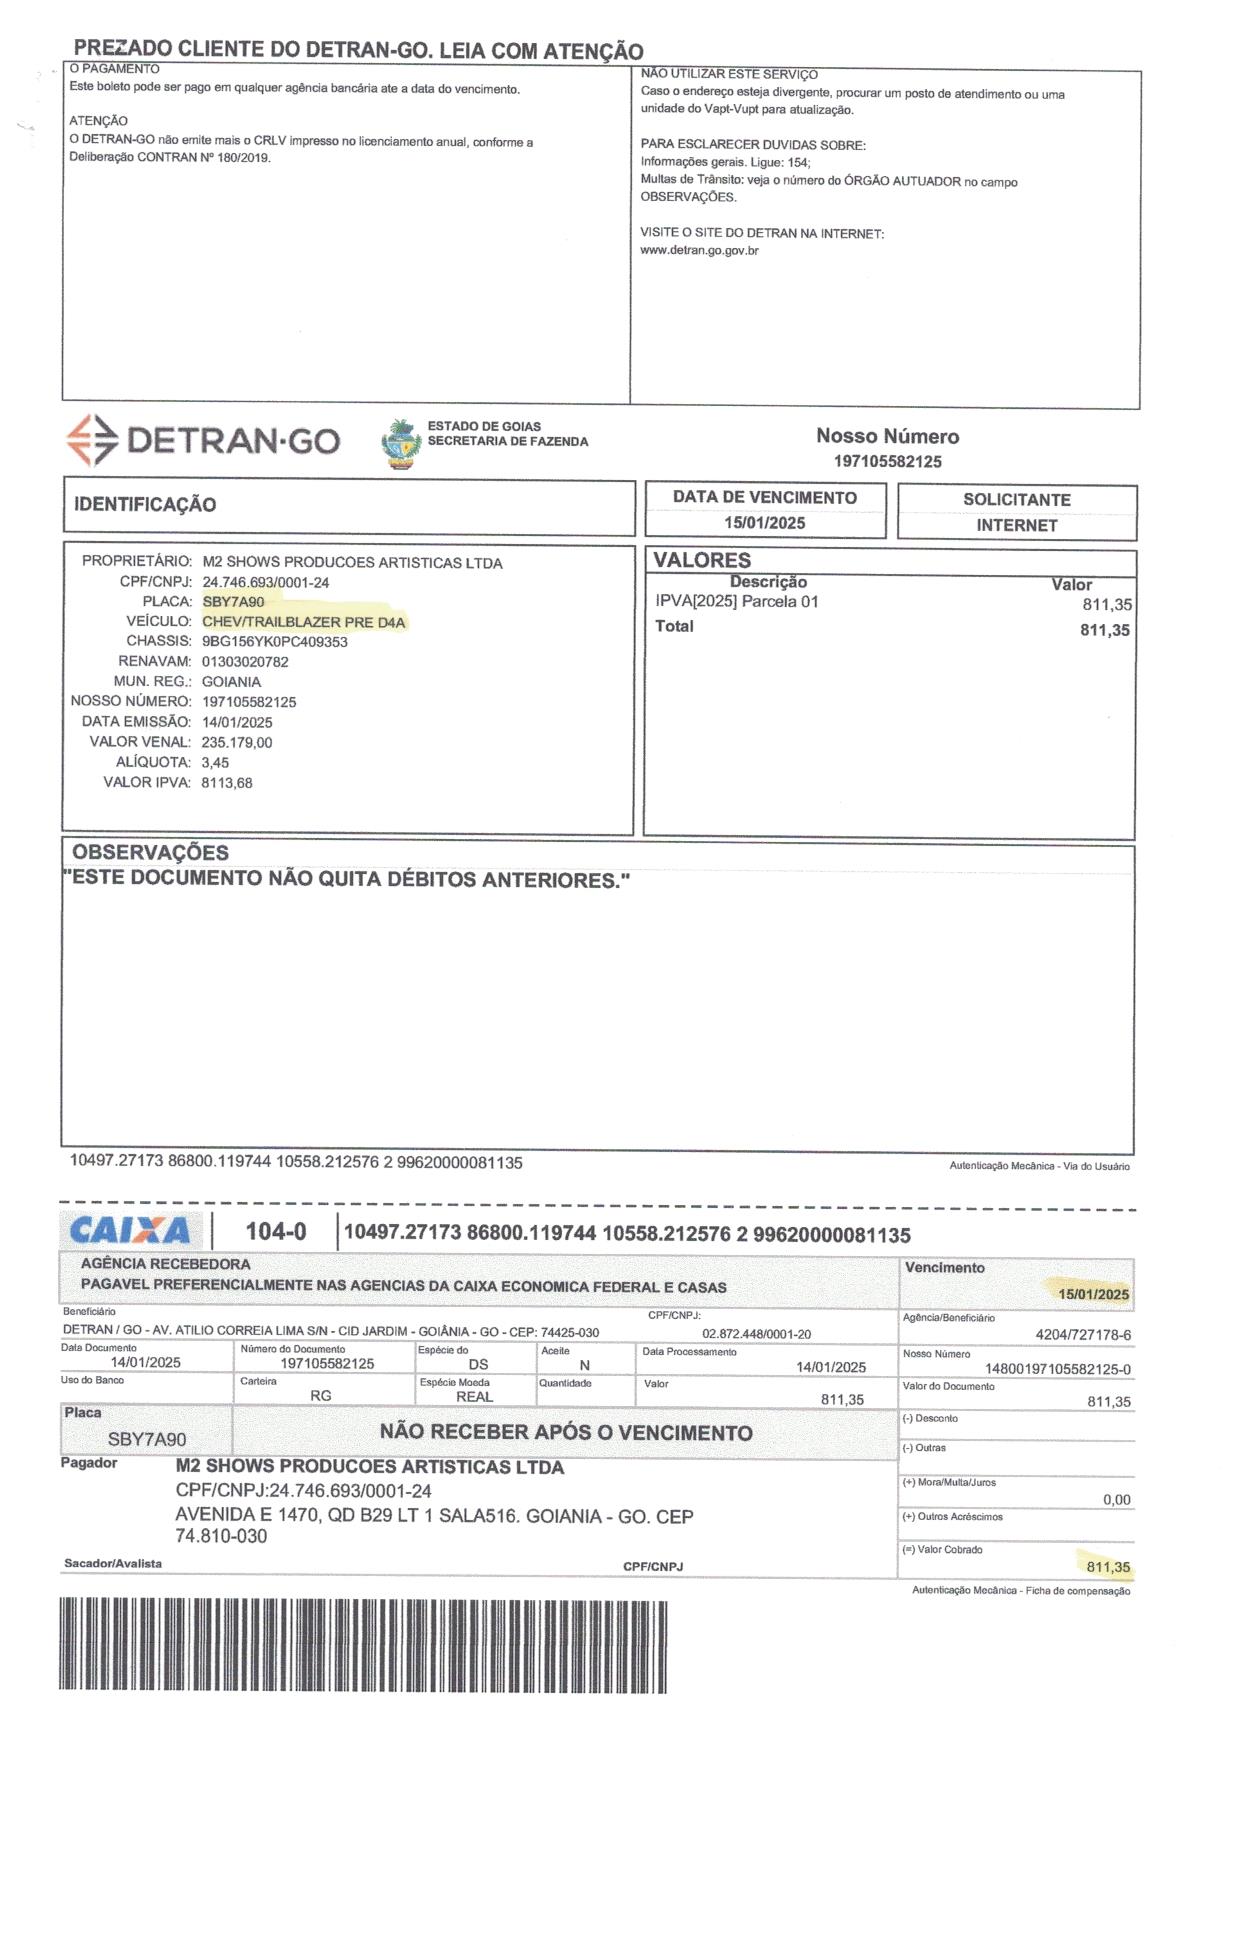 PREZADO CLIENTE DO DETRAN-GO. LEIA COM ATENÇÃO
O PAGAMENTO
Este boleto pode ser pago em qualquer agência bancária ate a data do vencimento.
ATENÇÃO
O DETRAN-GO não emite mais o CRLV impresso no licenciamento anual, conforme a
Deliberação CONTRAN Nº 180/2019.
NÃO UTILIZAR ESTE SERVIÇO
Caso o endereço esteja divergente, procurar um posto de atendimento ou uma
unidade do Vapt-Vupt para atualização.
PARA ESCLARECER DUVIDAS SOBRE:
Informações gerais. Ligue: 154;
Multas de Trânsito: veja o número do ÓRGÃO AUTUADOR no campo
OBSERVAÇÕES.
VISITE O SITE DO DETRAN NA INTERNET:
www.detran.go.gov.br
DETRAN·GO
ESTADO DE GOIAS
SECRETARIA DE FAZENDA
Nosso Número
197105582125
IDENTIFICAÇÃO
DATA DE VENCIMENTO
15/01/2025
SOLICITANTE
INTERNET
PROPRIETÁRIO: M2 SHOWS PRODUCOES ARTISTICAS LTDA
CPF/CNPJ: 24.746.693/0001-24
PLACA: SBY7A90
VEÍCULO: CHEV/TRAILBLAZER PRE D4A
CHASSIS: 9BG156YK0PC409353
RENAVAM: 01303020782
MUN. REG.: GOIANIA
NOSSO NÚMERO: 197105582125
DATA EMISSÃO: 14/01/2025
VALOR VENAL: 235.179,00
ALÍQUOTA: 3,45
VALOR IPVA: 8113,68
VALORES
Descrição Valor
IPVA[2025] Parcela 01 811,35
Total 811,35
OBSERVAÇÕES
"ESTE DOCUMENTO NÃO QUITA DÉBITOS ANTERIORES."
10497.27173 86800.119744 10558.212576 2 99620000081135
Autenticação Mecânica - Via do Usuário
CAIXA 104-0 10497.27173 86800.119744 10558.212576 2 99620000081135
AGÊNCIA RECEBEDORA
PAGAVEL PREFERENCIALMENTE NAS AGENCIAS DA CAIXA ECONOMICA FEDERAL E CASAS
Vencimento
15/01/2025
Beneficiário CPF/CNPJ:
DETRAN / GO - AV. ATILIO CORREIA LIMA S/N - CID JARDIM - GOIÂNIA - GO - CEP: 74425-030 02.872.448/0001-20
Agência/Beneficiário
4204/727178-6
Data Documento Número do Documento Espécie do Aceite Data Processamento Nosso Número
14/01/2025 197105582125 DS N 14/01/2025 14800197105582125-0
Uso do Banco Carteira Espécie Moeda Quantidade Valor Valor do Documento
RG REAL 811,35 811,35
Placa
SBY7A90
NÃO RECEBER APÓS O VENCIMENTO
(-) Desconto
(-) Outras
Pagador M2 SHOWS PRODUCOES ARTISTICAS LTDA
CPF/CNPJ:24.746.693/0001-24
AVENIDA E 1470, QD B29 LT 1 SALA516. GOIANIA - GO. CEP
74.810-030
(+) Mora/Multa/Juros
0,00
(+) Outros Acréscimos
(=) Valor Cobrado
811,35
Sacador/Avalista CPF/CNPJ
Autenticação Mecânica - Ficha de compensação